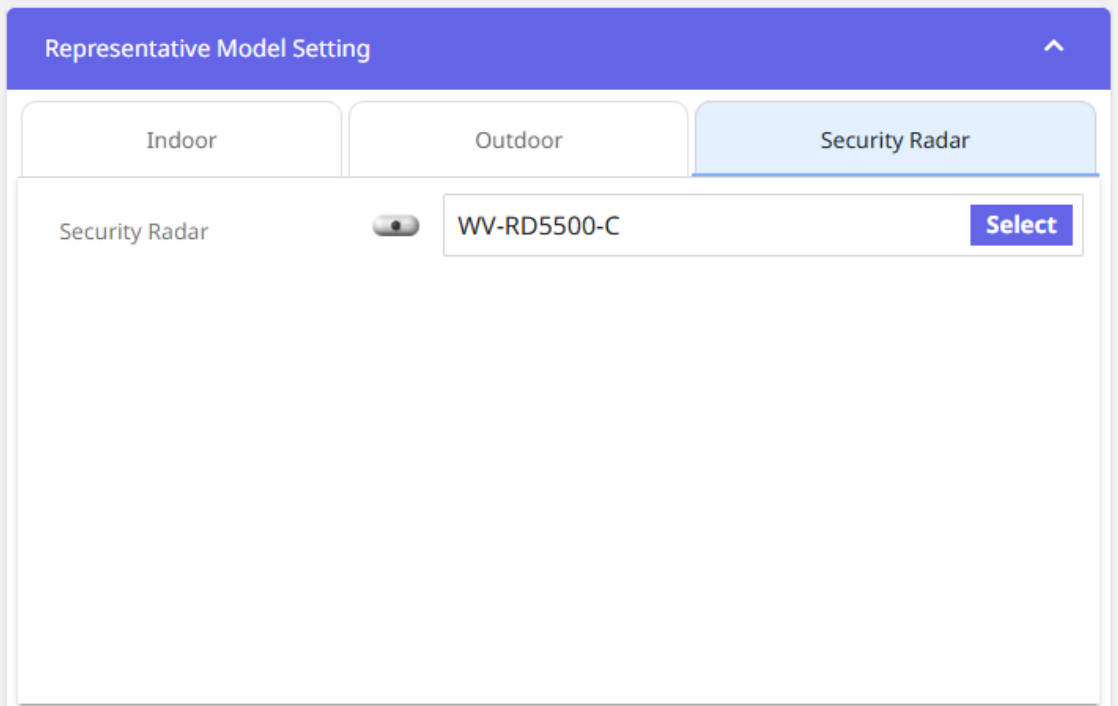 Representative Model Setting
Indoor
Outdoor
Security Radar
Security Radar
WV-RD5500-C
Select